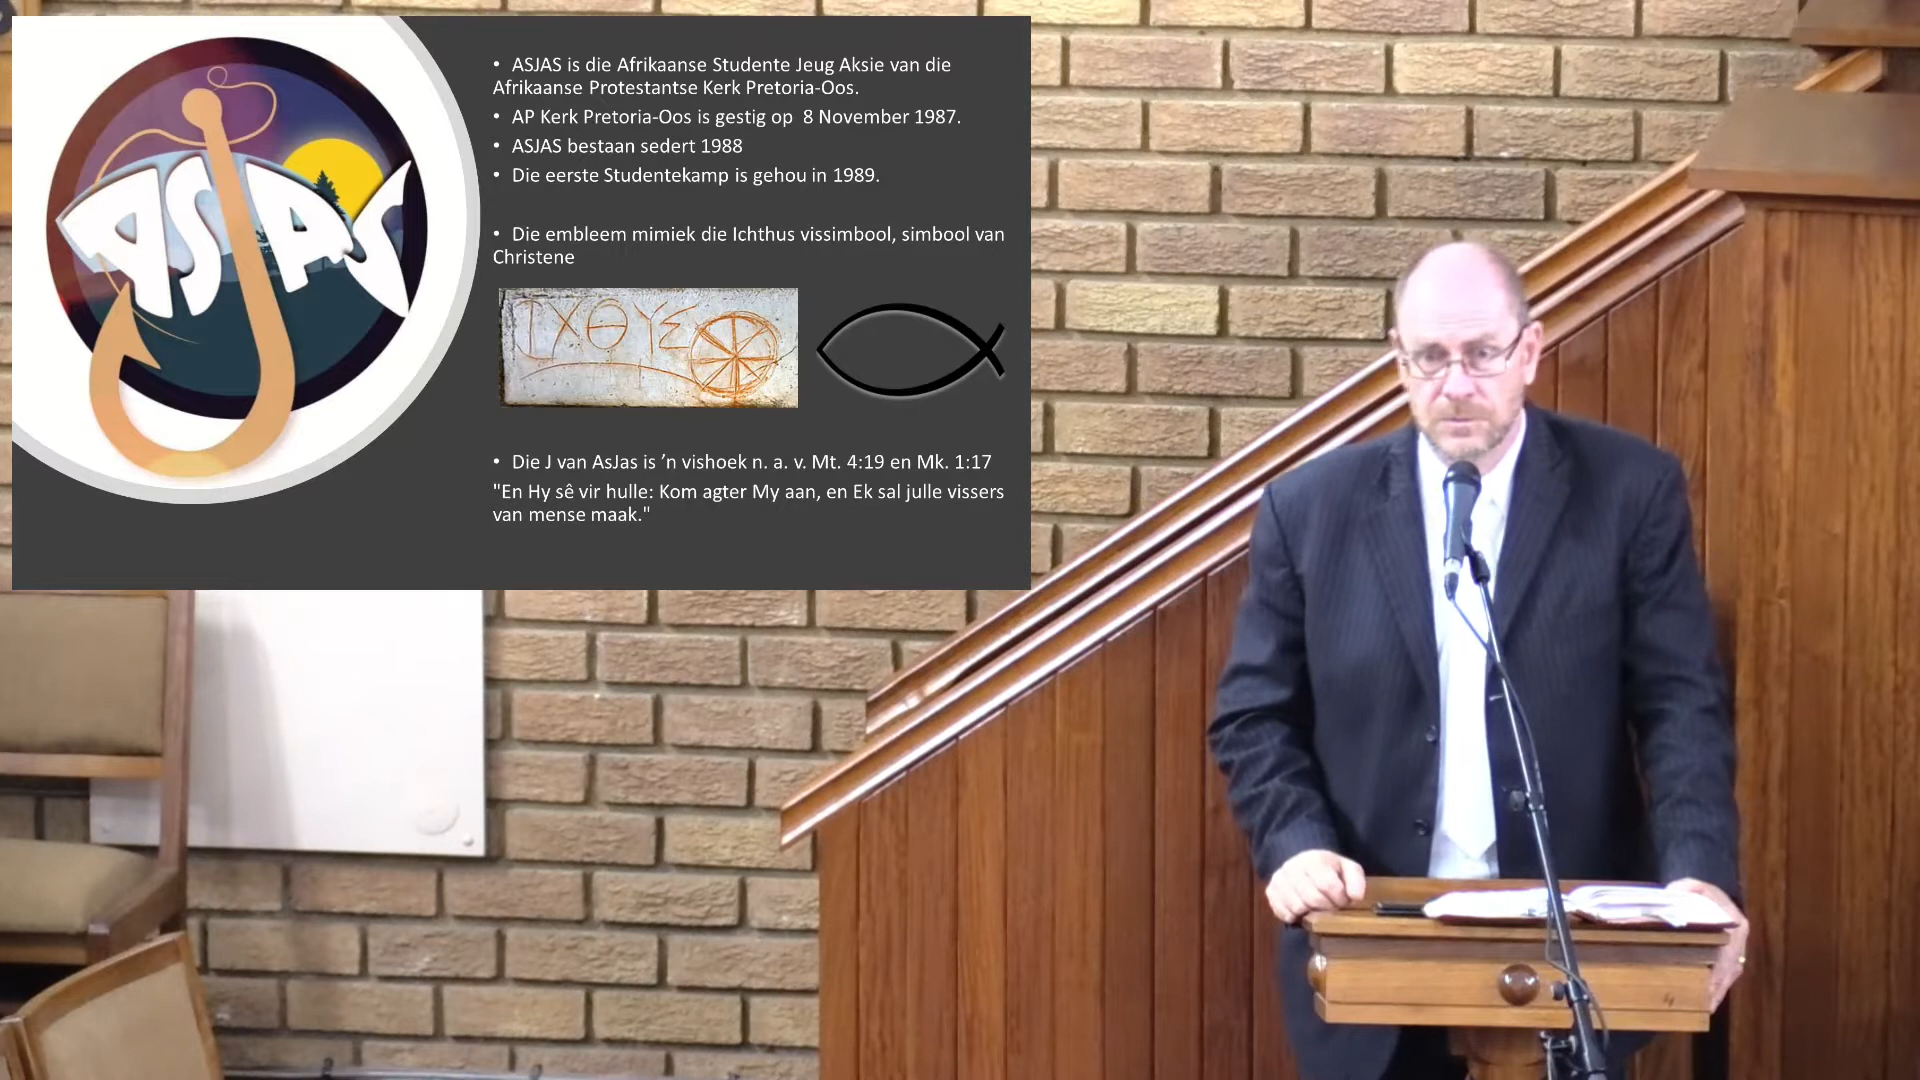 ASJAS
• ASJAS is die Afrikaanse Studente Jeug Aksie van die
Afrikaanse Protestantse Kerk Pretoria-Oos.
• AP Kerk Pretoria-Oos is gestig op 8 November 1987.
• ASJAS bestaan sedert 1988
• Die eerste Studentekamp is gehou in 1989.
• Die embleem mimiek die Ichthus vissimbool, simbool van
Christene
ΙΧΘΥΣ
• Die J van AsJas is ’n vishoek n. a. v. Mt. 4:19 en Mk. 1:17
"En Hy sê vir hulle: Kom agter My aan, en Ek sal julle vissers
van mense maak."